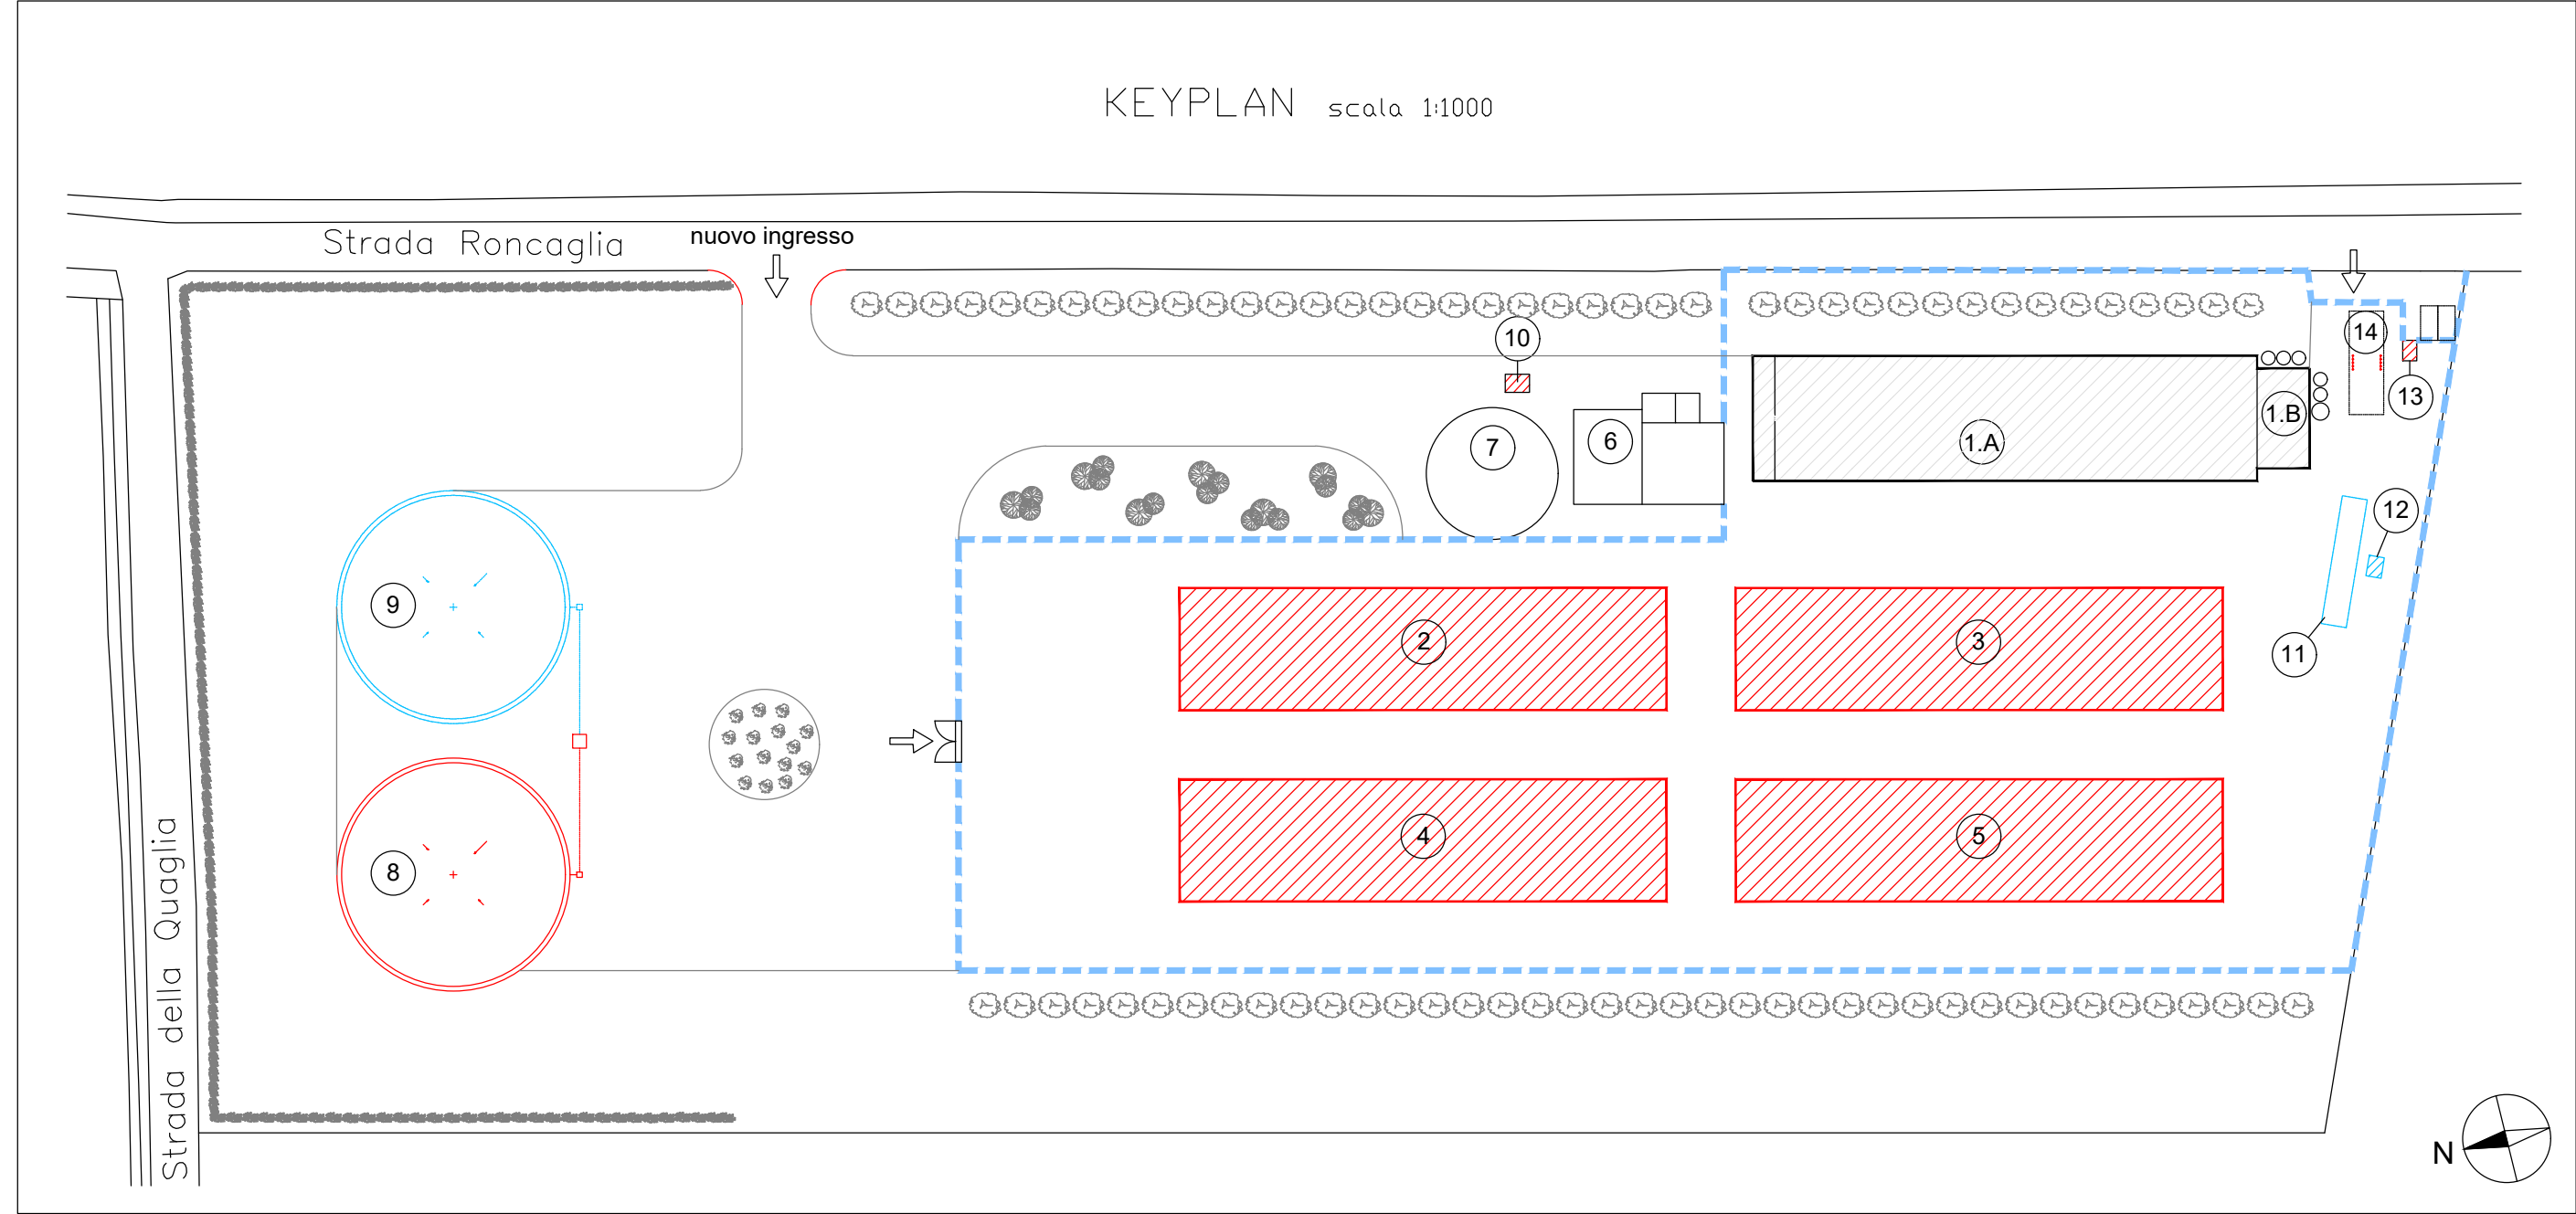 KEYPLAN scala 1:1000
Strada Roncaglia
nuovo ingresso
10
14
13
7
6
1.A
1.B
12
9
2
3
11
8
4
5
Strada della Quaglia
N